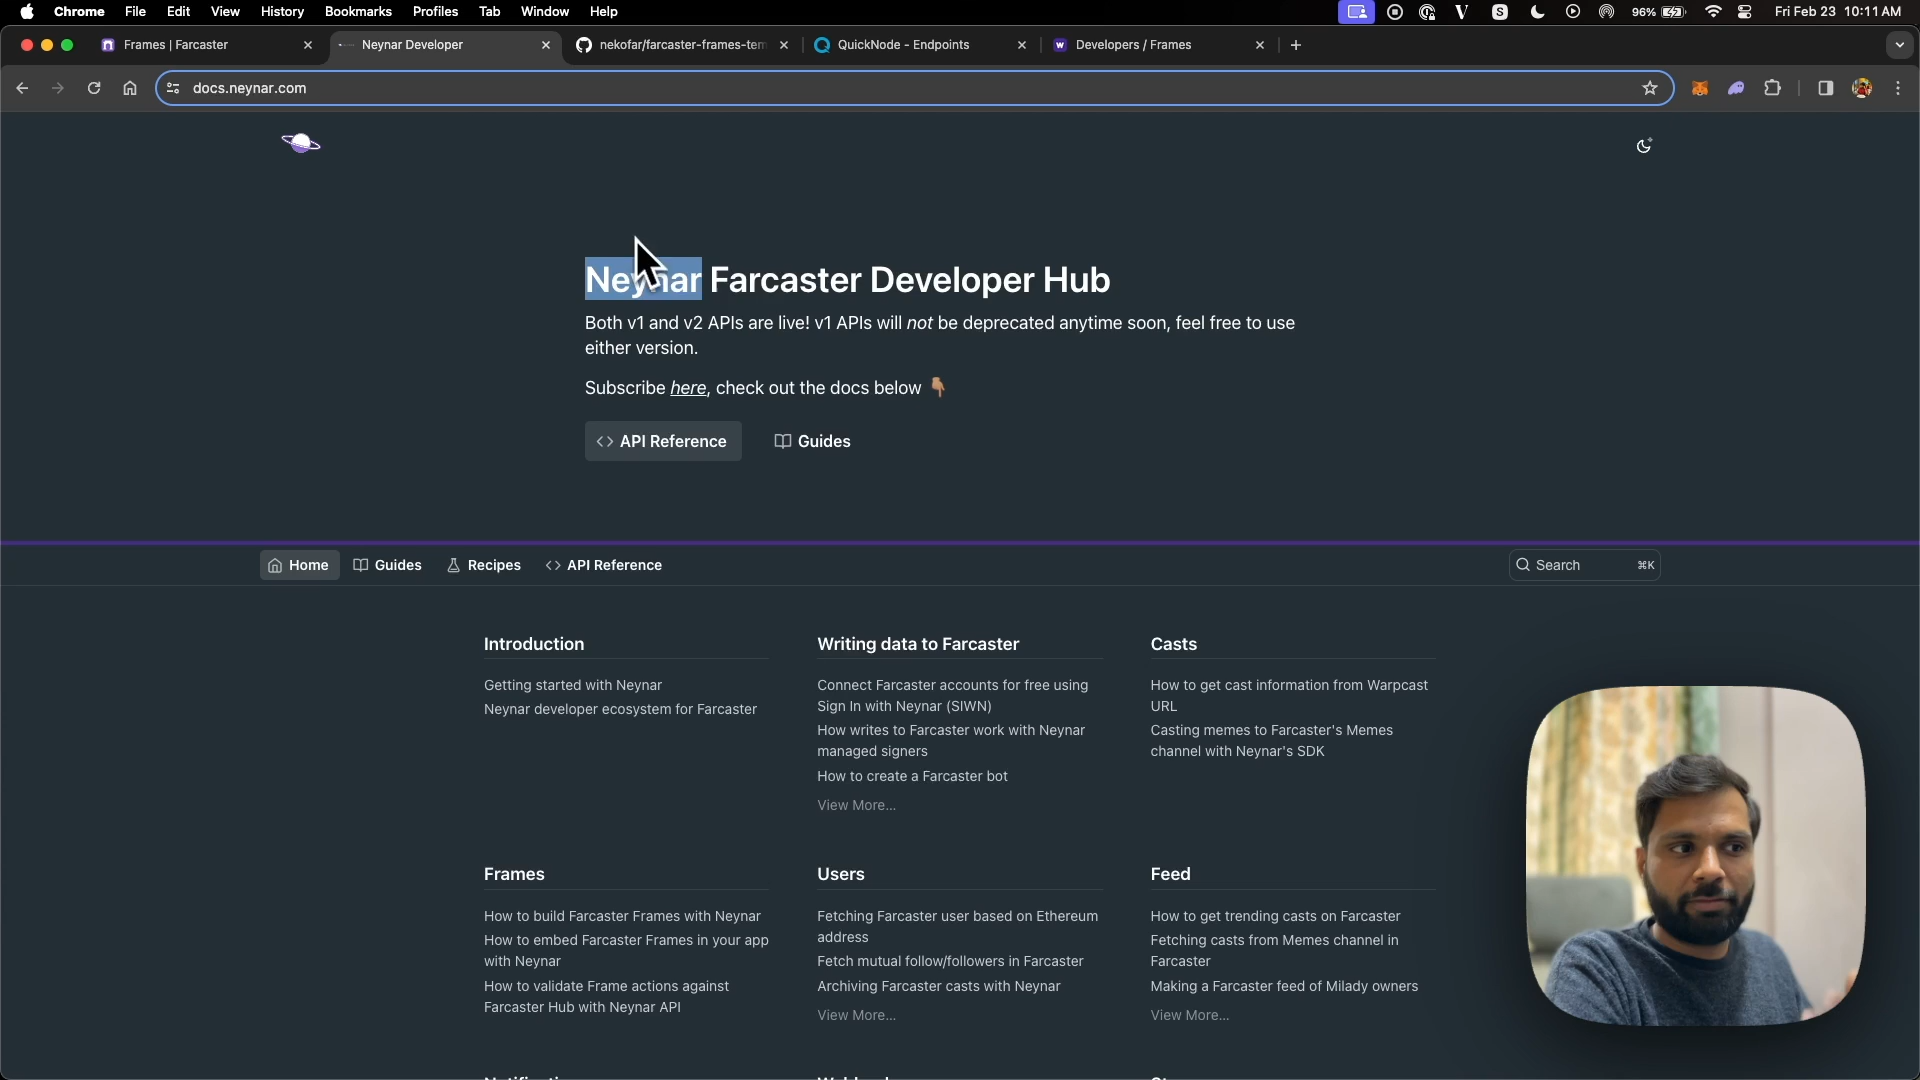 Chrome File Edit View History Bookmarks Profiles Tab Window Help 96% Fri Feb 23 10:11 AM
Frames | Farcaster Neynar Developer nekofar/farcaster-frames-tem QuickNode - Endpoints Developers / Frames
docs.neynar.com
Neynar Farcaster Developer Hub
Both v1 and v2 APIs are live! v1 APIs will not be deprecated anytime soon, feel free to use
either version.
Subscribe here, check out the docs below 👇🏽
<> API Reference Guides
Home Guides Recipes <> API Reference Search ⌘K
Introduction
Getting started with Neynar
Neynar developer ecosystem for Farcaster
Writing data to Farcaster
Connect Farcaster accounts for free using
Sign In with Neynar (SIWN)
How writes to Farcaster work with Neynar
managed signers
How to create a Farcaster bot
View More...
Casts
How to get cast information from Warpcast
URL
Casting memes to Farcaster's Memes
channel with Neynar's SDK
Frames
How to build Farcaster Frames with Neynar
How to embed Farcaster Frames in your app
with Neynar
How to validate Frame actions against
Farcaster Hub with Neynar API
Users
Fetching Farcaster user based on Ethereum
address
Fetch mutual follow/followers in Farcaster
Archiving Farcaster casts with Neynar
View More...
Feed
How to get trending casts on Farcaster
Fetching casts from Memes channel in
Farcaster
Making a Farcaster feed of Milady owners
View More...